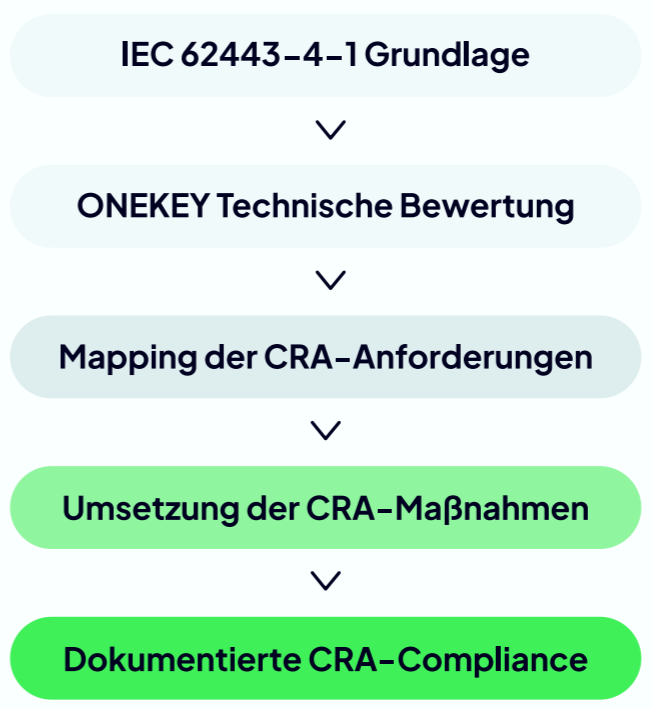 IEC 62443-4-1 Grundlage
ONEKEY Technische Bewertung
Mapping der CRA-Anforderungen
Umsetzung der CRA-Maßnahmen
Dokumentierte CRA-Compliance